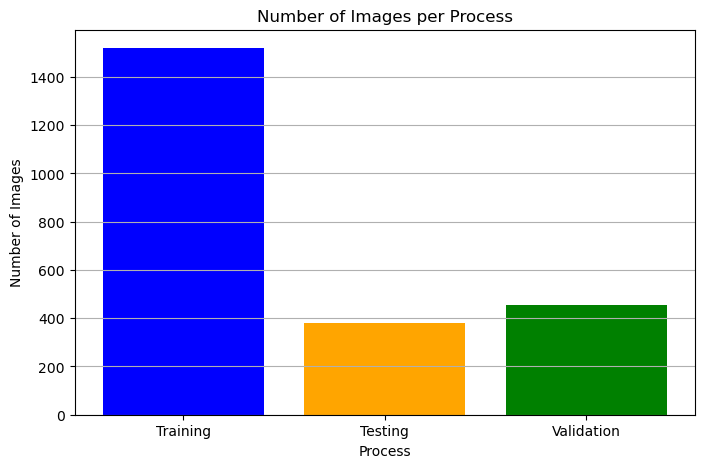 Number of Images per Process
Number of Images
1400
1200
1000
800
600
400
200
0
Training
Testing
Validation
Process